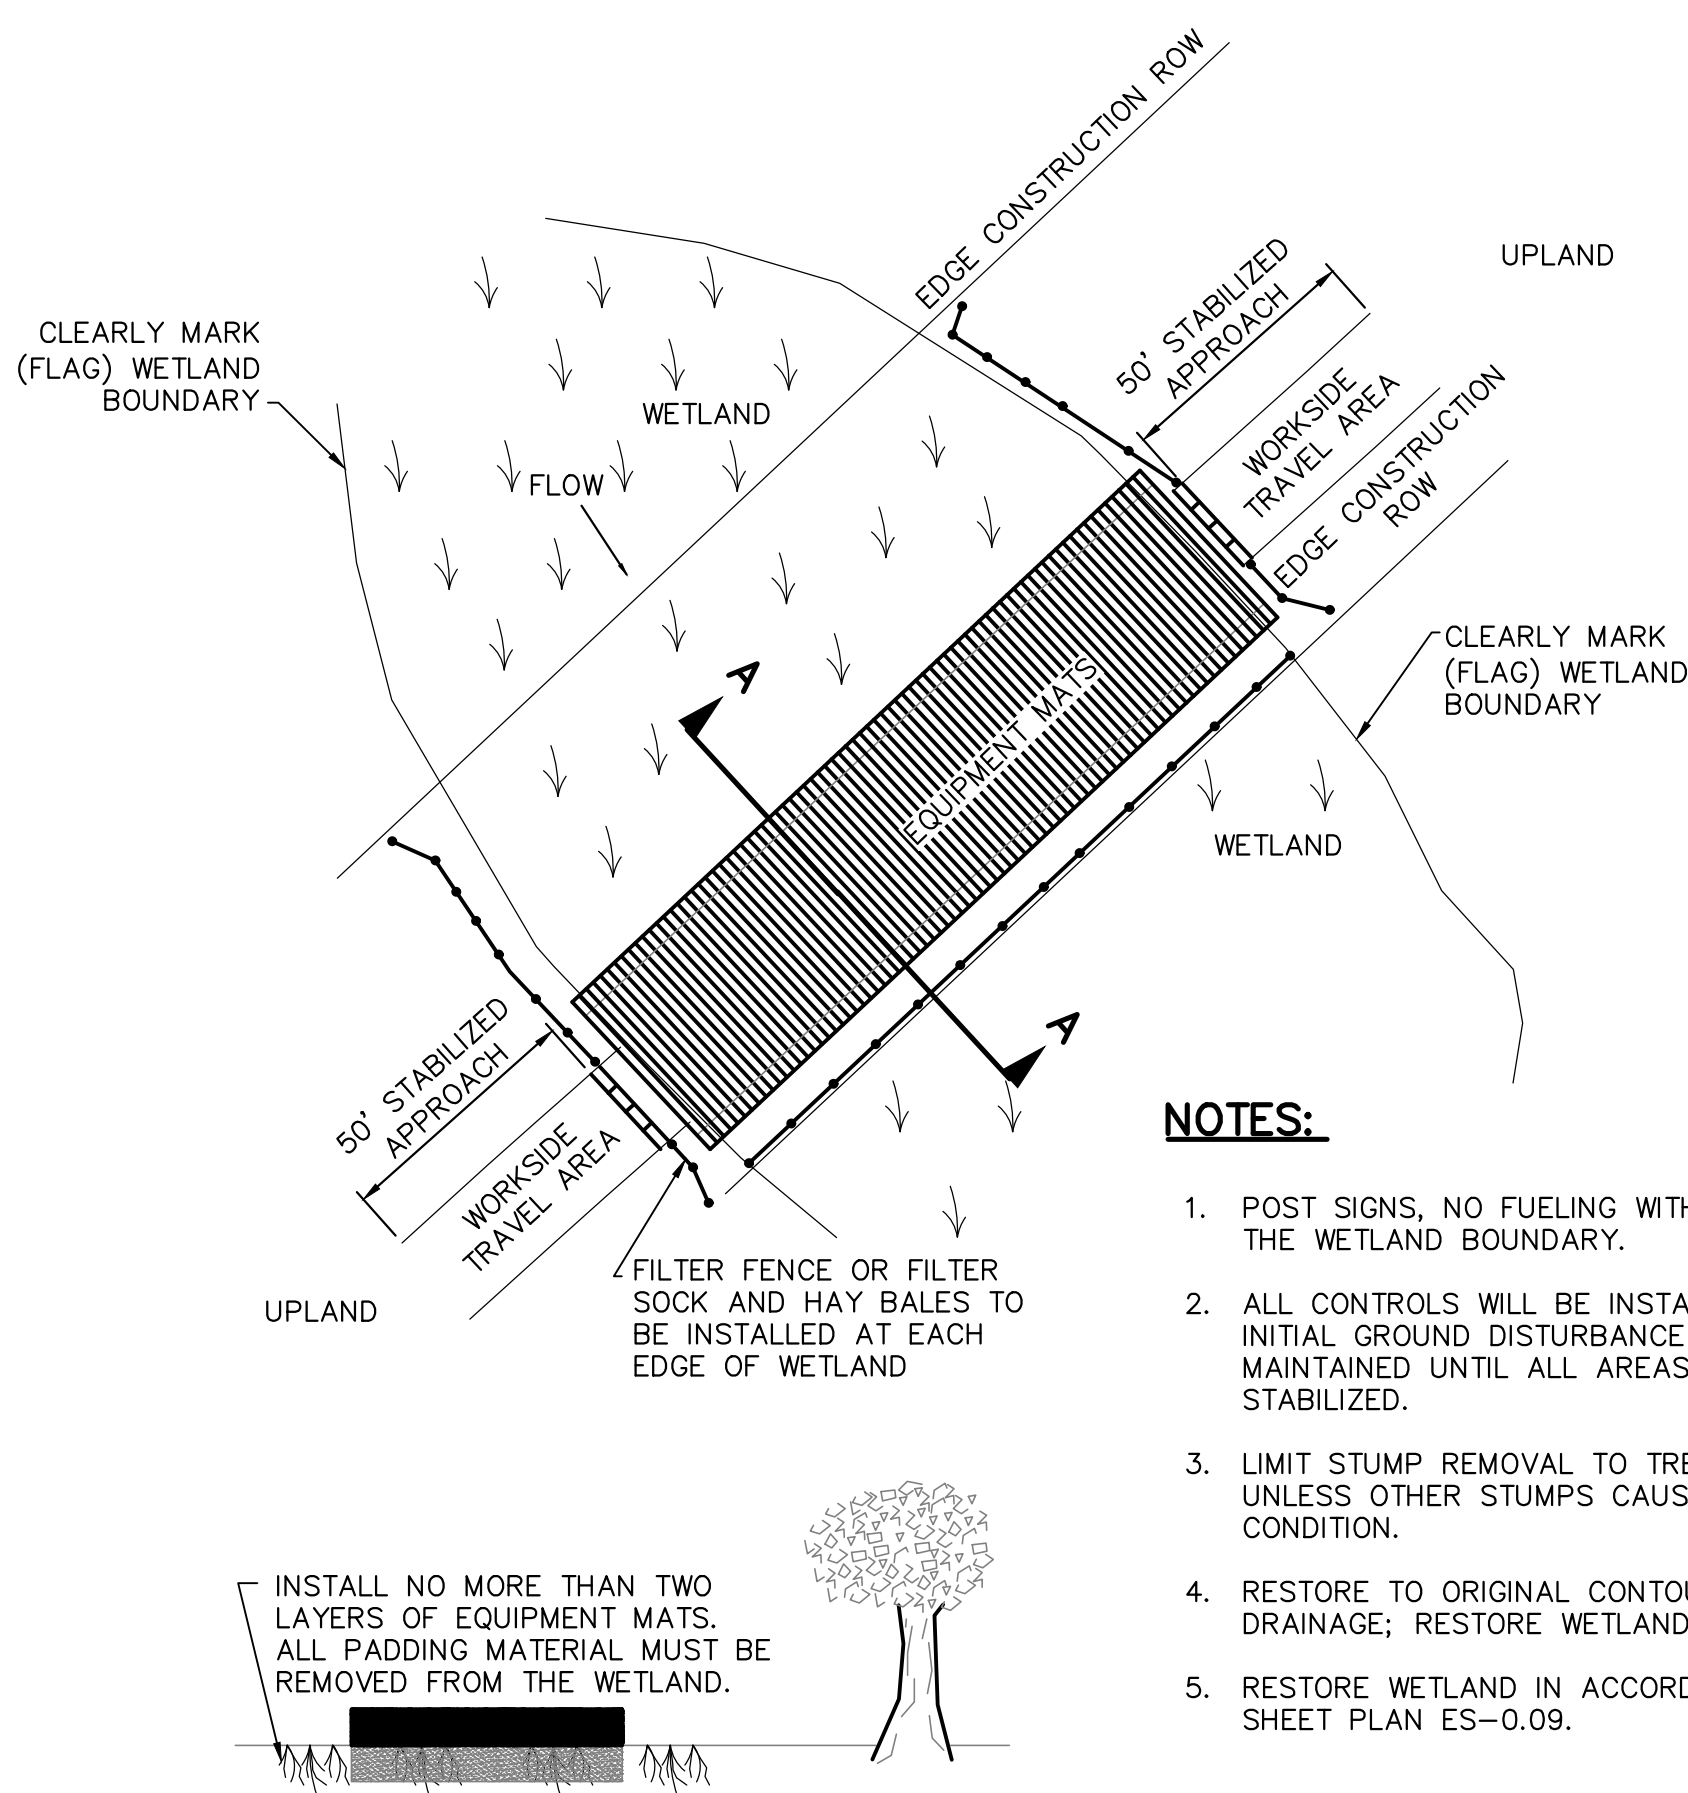 EDGE CONSTRUCTION ROW
UPLAND
50' STABILIZED
APPROACH
CLEARLY MARK
(FLAG) WETLAND
BOUNDARY
WETLAND
WORKSIDE
TRAVEL AREA
EDGE CONSTRUCTION
ROW
FLOW
CLEARLY MARK
(FLAG) WETLAND
BOUNDARY
A
EQUIPMENT MATS
WETLAND
A
50' STABILIZED
APPROACH
WORKSIDE
TRAVEL AREA
UPLAND
FILTER FENCE OR FILTER
SOCK AND HAY BALES TO
BE INSTALLED AT EACH
EDGE OF WETLAND
NOTES:
1. POST SIGNS, NO FUELING
THE WETLAND BOUNDARY.
2. ALL CONTROLS WILL BE
INITIAL GROUND DISTURBANCE
MAINTAINED UNTIL ALL AREAS
STABILIZED.
3. LIMIT STUMP REMOVAL TO
UNLESS OTHER STUMPS
CONDITION.
4. RESTORE TO ORIGINAL
DRAINAGE; RESTORE WETLAND
5. RESTORE WETLAND IN
SHEET PLAN ES-0.09.
INSTALL NO MORE THAN TWO
LAYERS OF EQUIPMENT MATS.
ALL PADDING MATERIAL MUST BE
REMOVED FROM THE WETLAND.